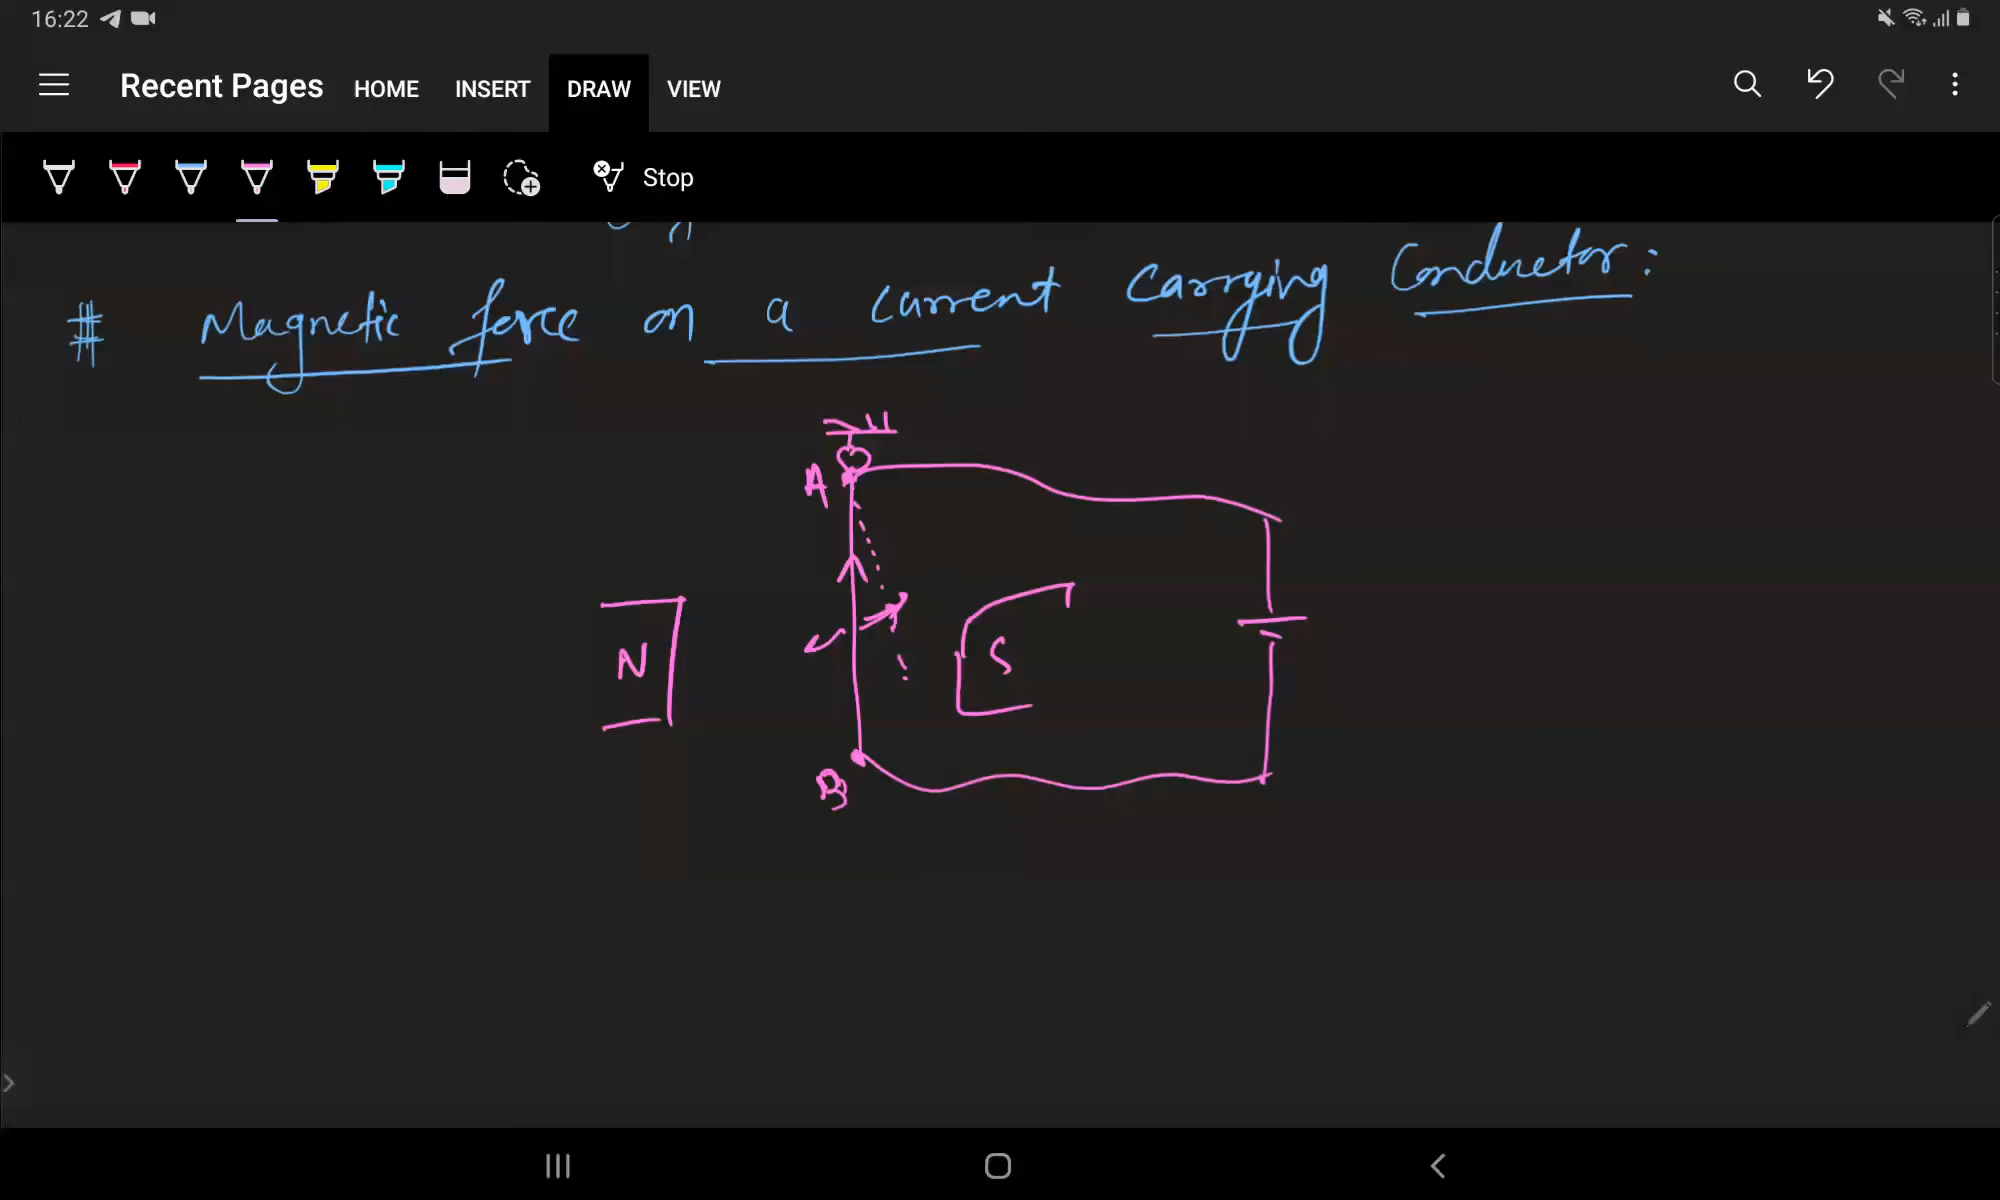 16:22
Recent Pages HOME INSERT DRAW VIEW
Stop
# Magnetic force on a current Carrying Conductor:
A
N
S
B